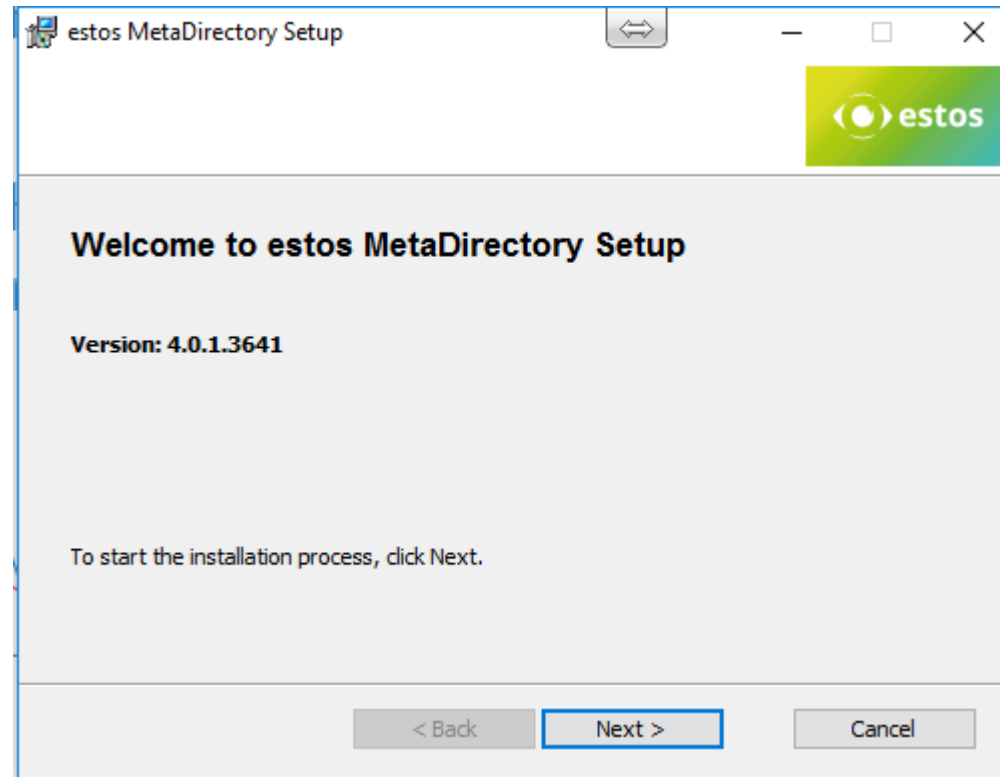 estos MetaDirectory Setup
estos
Welcome to estos MetaDirectory Setup
Version: 4.0.1.3641
To start the installation process, click Next.
< Back
Next >
Cancel